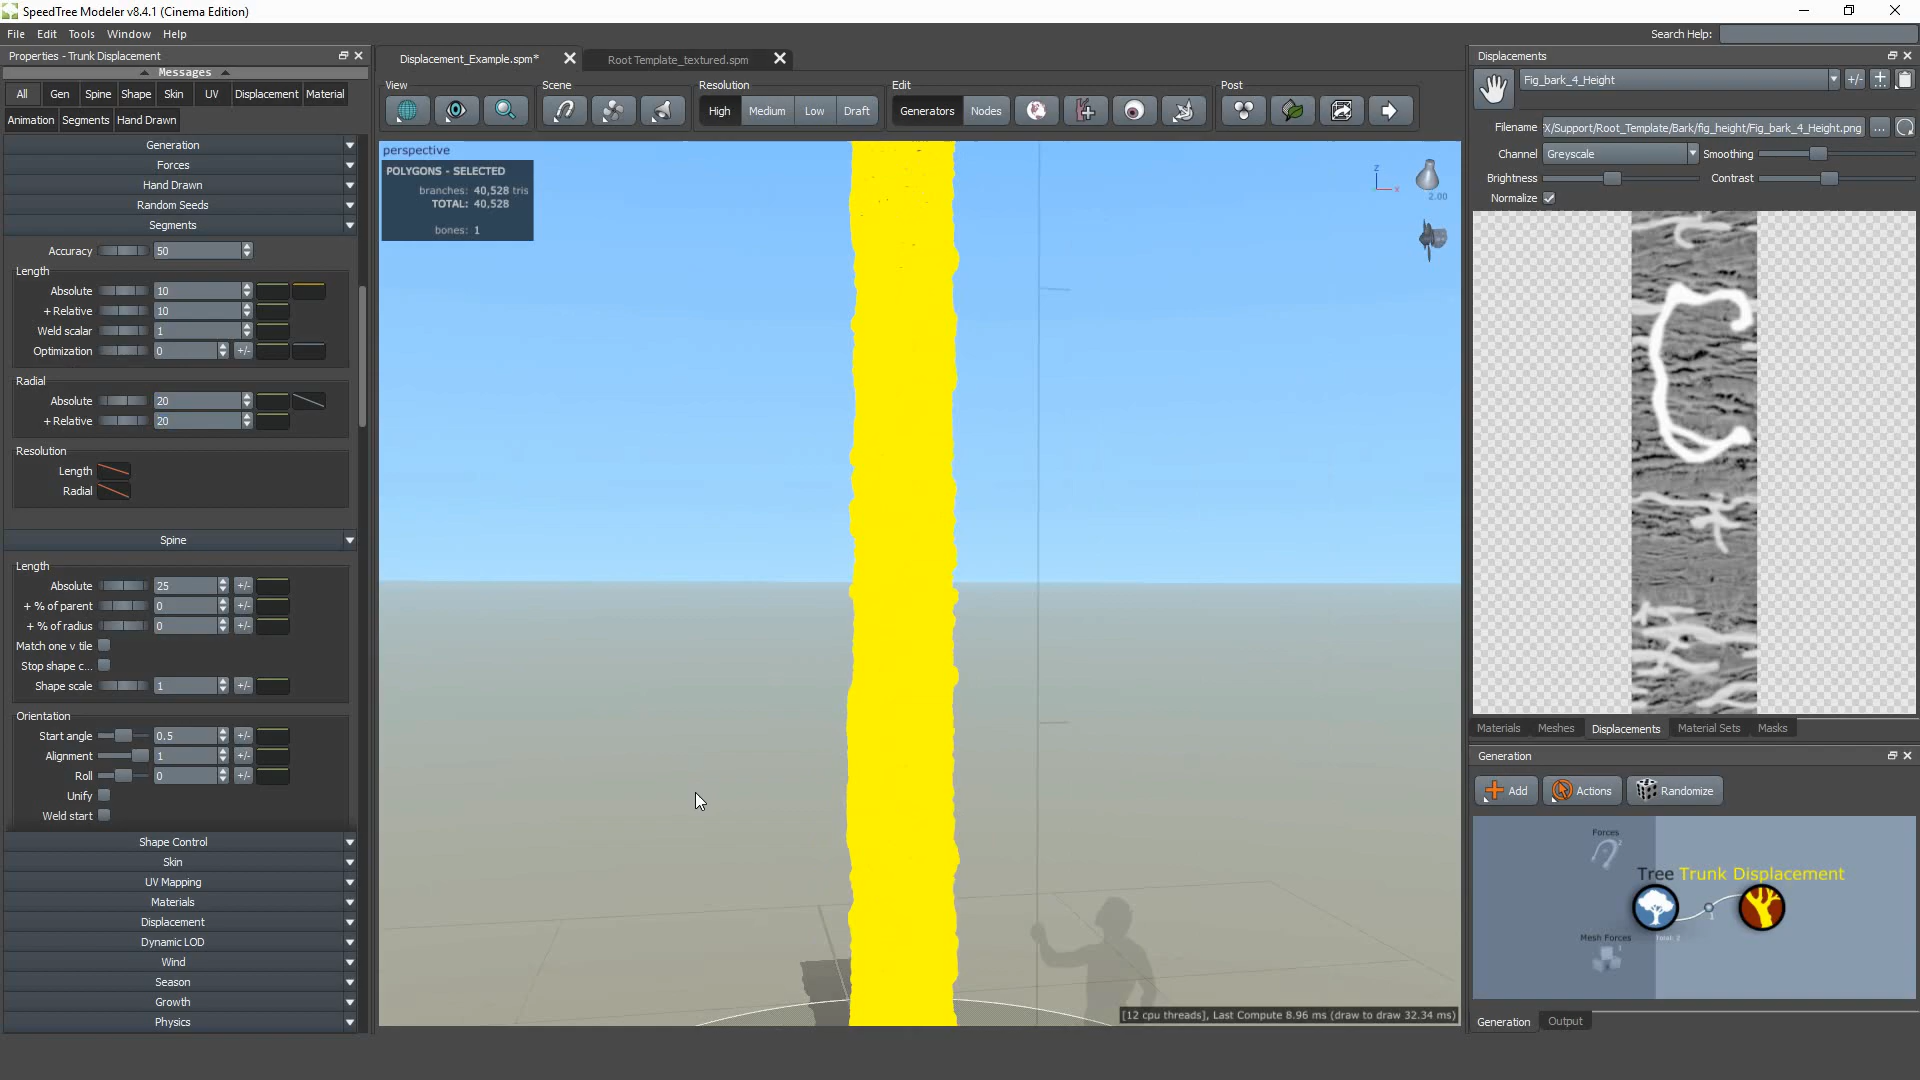 SpeedTree Modeler v8.4.1 (Cinema Edition)
File Edit Tools Window Help
Search Help:
Properties - Trunk Displacement
Messages
All Gen Spine Shape Skin UV Displacement Material
Animation Segments Hand Drawn
Generation
Forces
Hand Drawn
Random Seeds
Segments
Accuracy 50
Length
Absolute 10
+ Relative 10
Weld scalar 1
Optimization 0 +/-
Radial
Absolute 20
+ Relative 20
Resolution
Length
Radial
Spine
Length
Absolute 25 +/-
+ % of parent 0 +/-
+ % of radius 0 +/-
Match one v tile
Stop shape c...
Shape scale 1 +/-
Orientation
Start angle 0.5 +/-
Alignment 1 +/-
Roll 0 +/-
Unify
Weld start
Shape Control
Skin
UV Mapping
Materials
Displacement
Dynamic LOD
Wind
Season
Growth
Physics
Displacement_Example.spm*
Root Template_textured.spm
View Scene Resolution Edit Post
High Medium Low Draft Generators Nodes
perspective
POLYGONS - SELECTED
branches: 40,528 tris
TOTAL: 40,528
bones: 1
Z
x
2.00
[12 cpu threads], Last Compute 8.96 ms (draw to draw 32.34 ms)
Displacements
Fig_bark_4_Height +/-
Filename X/Support/Root_Template/Bark/fig_height/Fig_bark_4_Height.png ...
Channel Greyscale Smoothing
Brightness Contrast
Normalize
Materials Meshes Displacements Material Sets Masks
Generation
Add Actions Randomize
Forces
Tree Trunk Displacement
1
Mesh Forces
Total: 2
Generation Output